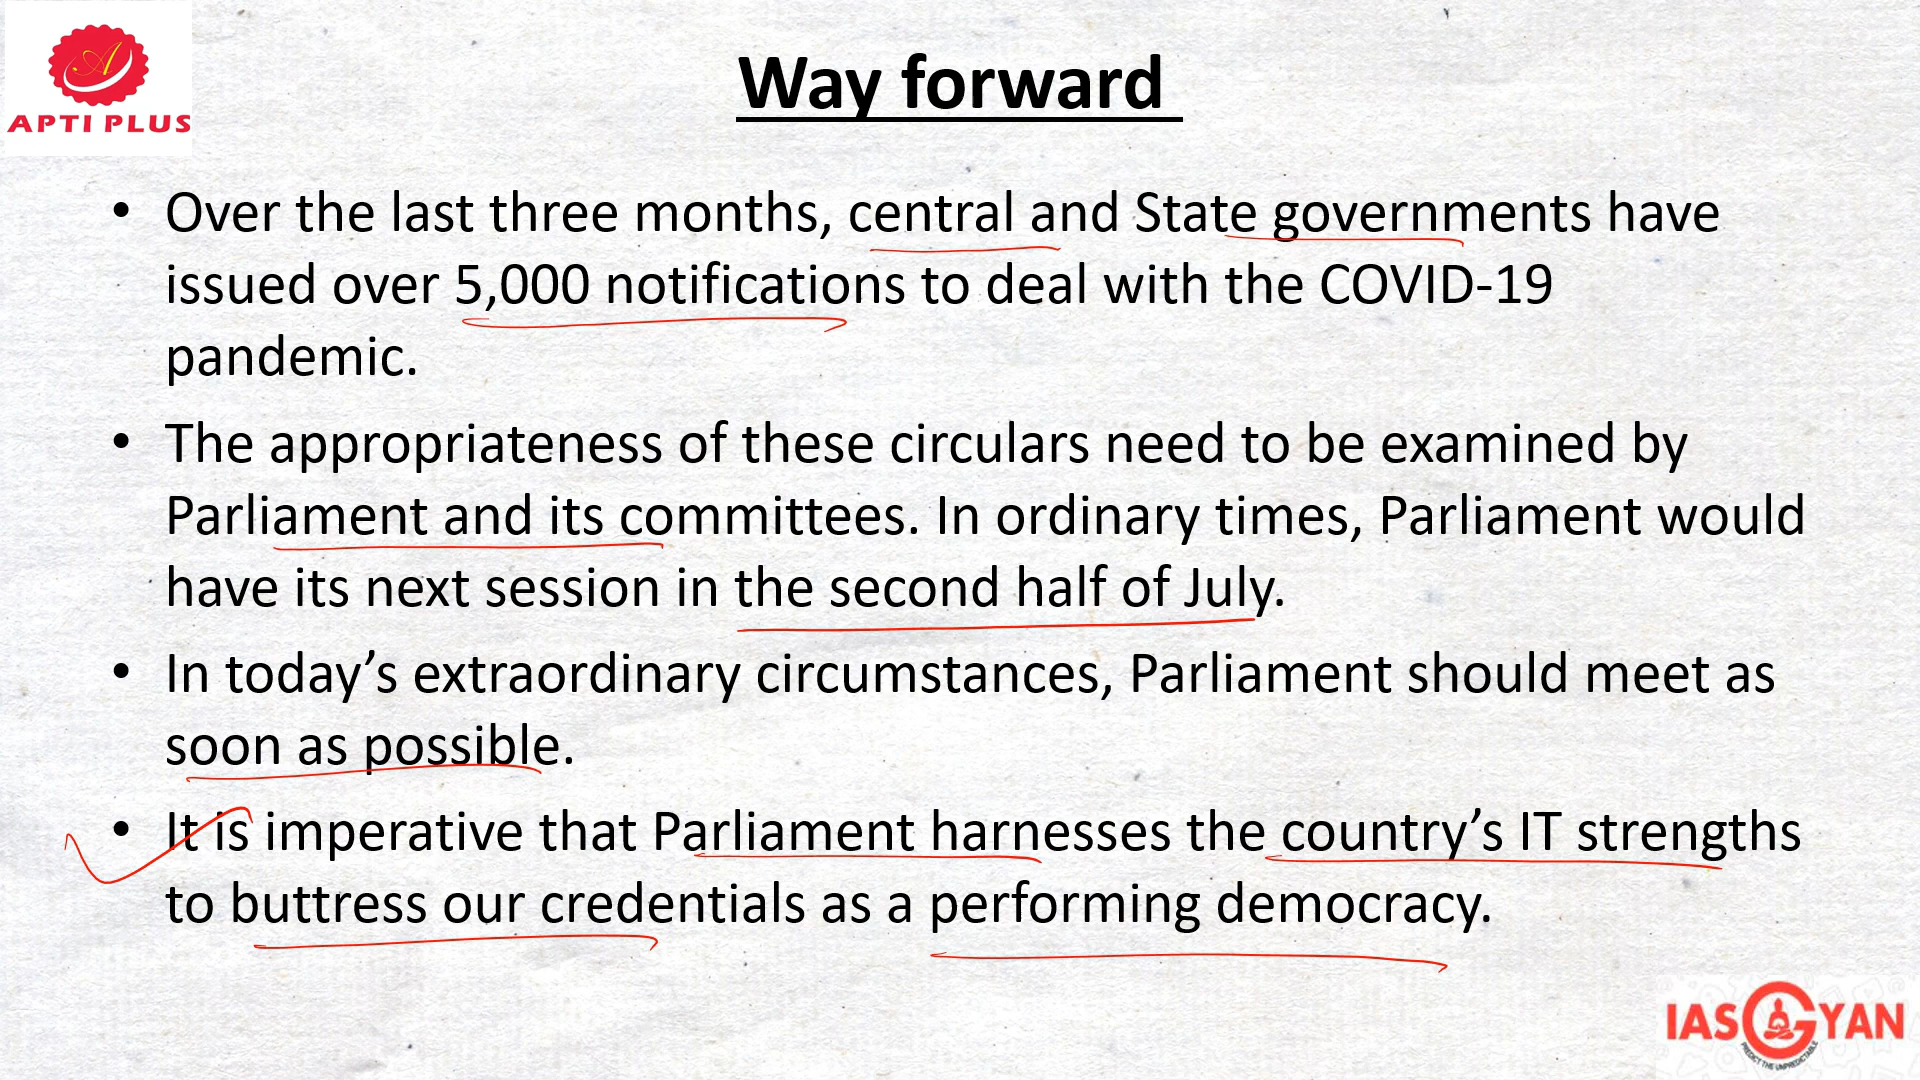 A
APTI PLUS
Way forward
• Over the last three months, central and State governments have
issued over 5,000 notifications to deal with the COVID-19
pandemic.
• The appropriateness of these circulars need to be examined by
Parliament and its committees. In ordinary times, Parliament would
have its next session in the second half of July.
• In today’s extraordinary circumstances, Parliament should meet as
soon as possible.
• It is imperative that Parliament harnesses the country’s IT strengths
to buttress our credentials as a performing democracy.
IASGYAN
PREDICT THE UNPREDICTABLE